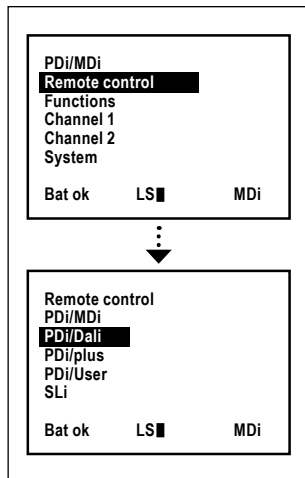 PDi/MDi
Remote control
Functions
Channel 1
Channel 2
System
Bat ok LS MDi
Remote control
PDi/MDi
PDi/Dali
PDi/plus
PDi/User
SLi
Bat ok LS MDi